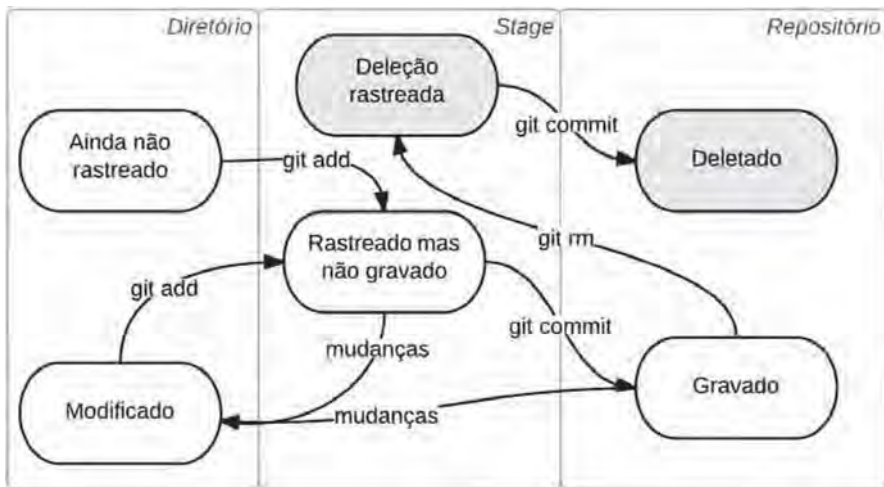 Diretório
Stage
Repositório
Deleção
rastreada
git commit
Ainda não
rastreado
git add
Deletado
Rastreado mas
não gravado
git rm
git add
git commit
mudanças
Modificado
Gravado
mudanças